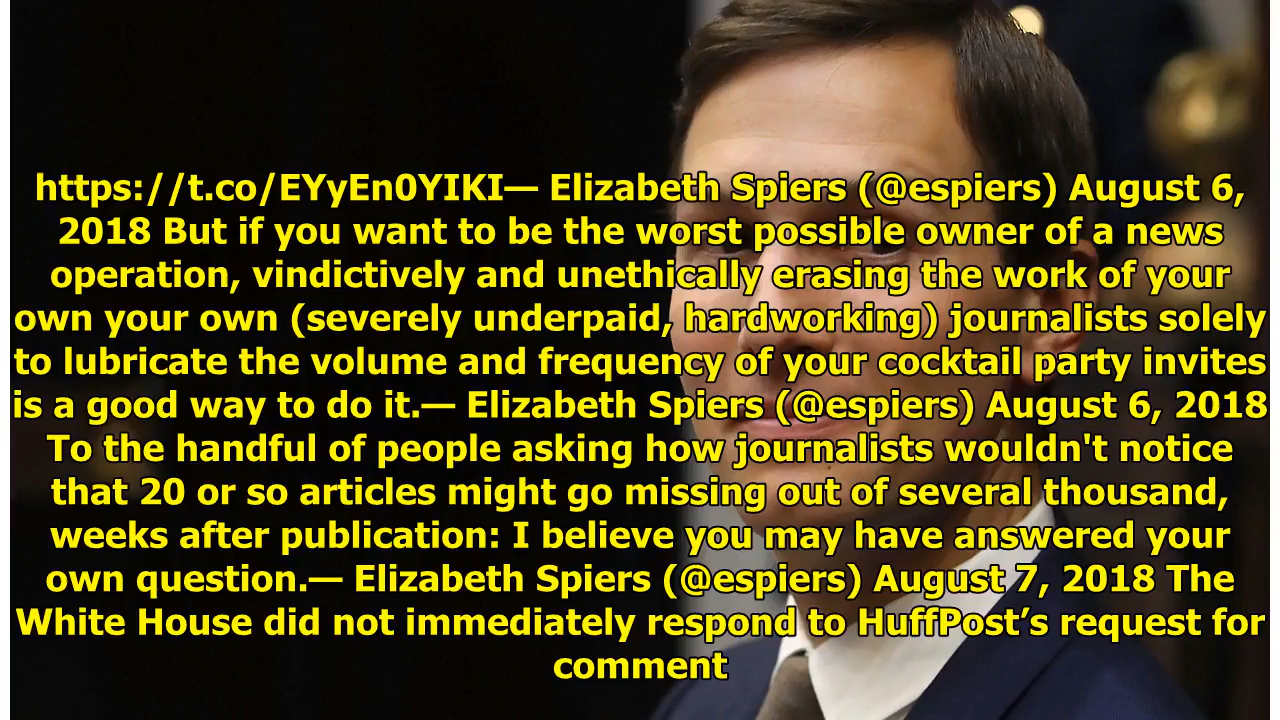 https://t.co/EYyEn0YIKI— Elizabeth Spiers (@espiers) August 6,
2018 But if you want to be the worst possible owner of a news
operation, vindictively and unethically erasing the work of your
own your own (severely underpaid, hardworking) journalists solely
to lubricate the volume and frequency of your cocktail party invites
is a good way to do it.— Elizabeth Spiers (@espiers) August 6, 2018
To the handful of people asking how journalists wouldn't notice
that 20 or so articles might go missing out of several thousand,
weeks after publication: I believe you may have answered your
own question.— Elizabeth Spiers (@espiers) August 7, 2018 The
White House did not immediately respond to HuffPost’s request for
comment